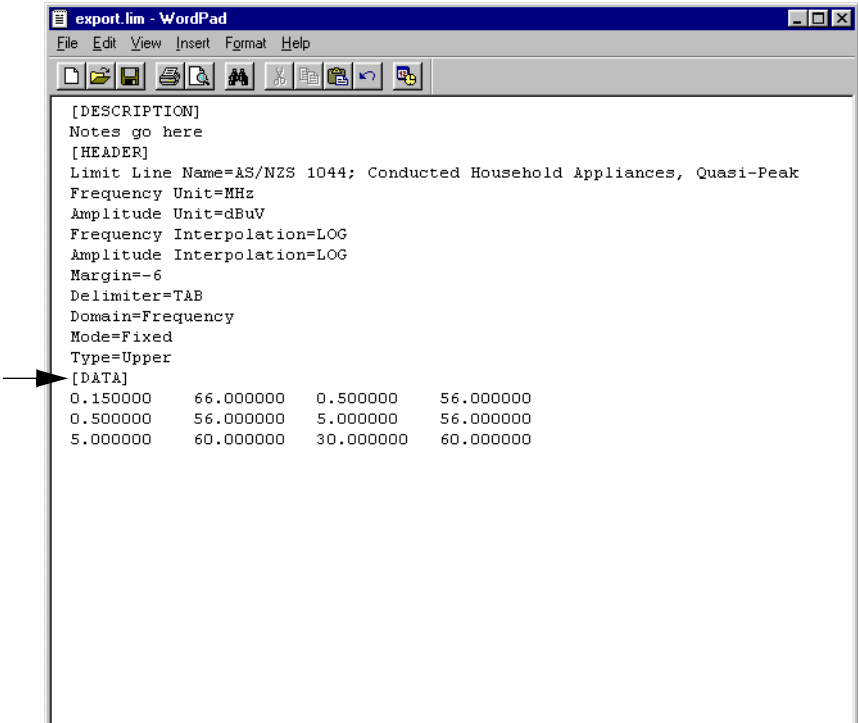 export.lim - WordPad
File Edit View Insert Format Help
[DESCRIPTION]
Notes go here
[HEADER]
Limit Line Name=AS/NZS 1044; Conducted Household Appliances, Quasi-Peak
Frequency Unit=MHz
Amplitude Unit=dBuV
Frequency Interpolation=LOG
Amplitude Interpolation=LOG
Margin=-6
Delimiter=TAB
Domain=Frequency
Mode=Fixed
Type=Upper
[DATA]
0.150000 66.000000 0.500000 56.000000
0.500000 56.000000 5.000000 56.000000
5.000000 60.000000 30.000000 60.000000